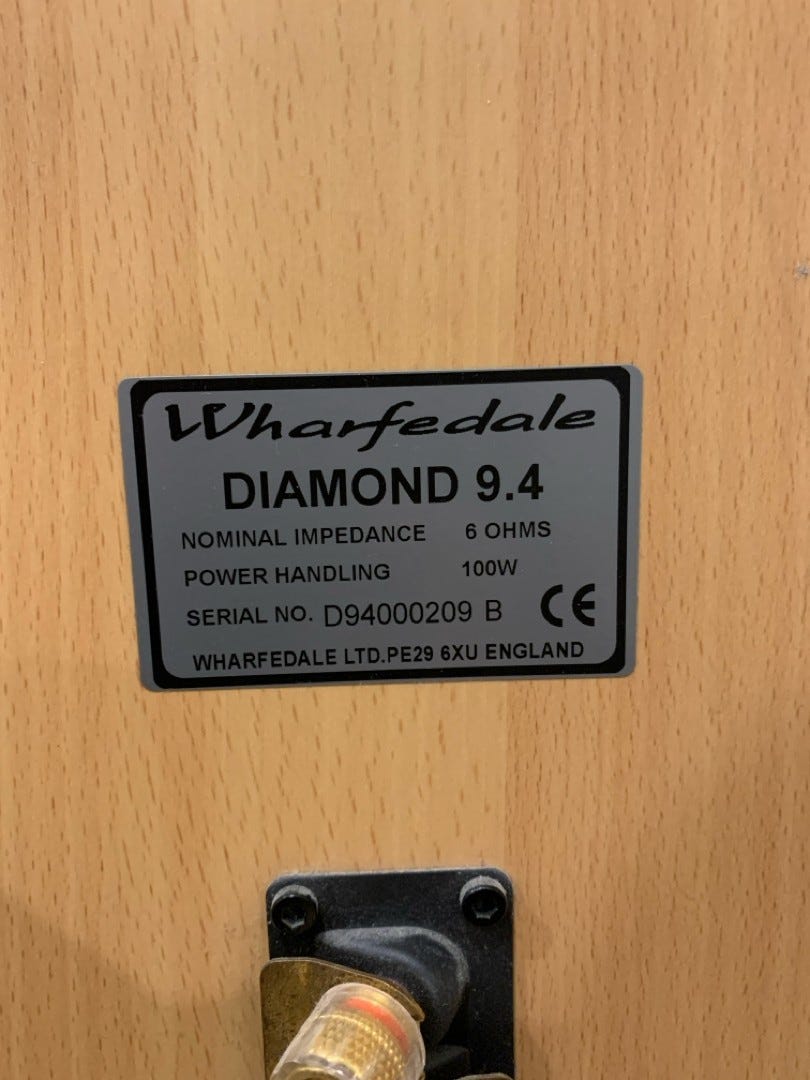 Wharfedale
DIAMOND 9.4
NOMINAL IMPEDANCE 6 OHMS
POWER HANDLING 100W
SERIAL NO. D94000209 B CE
WHARFEDALE LTD.PE29 6XU ENGLAND